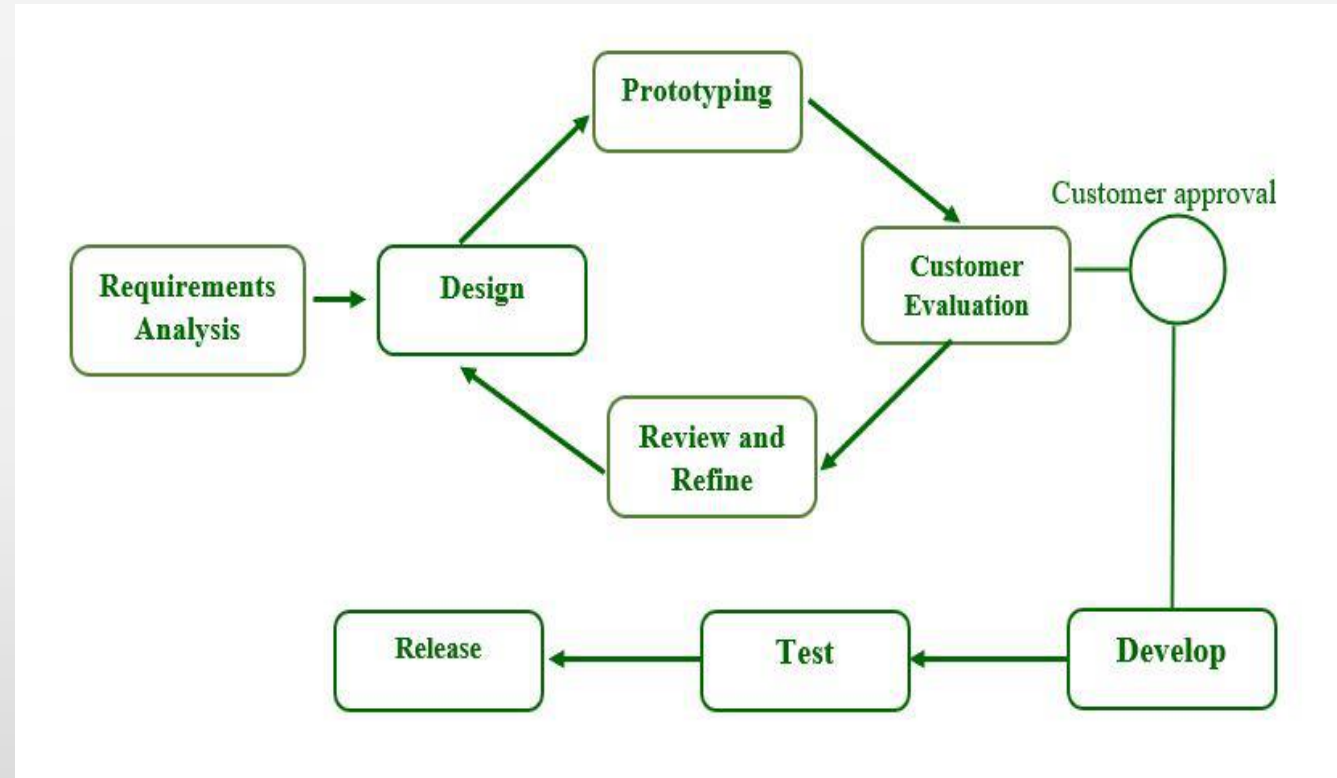 Prototyping
Customer approval
Customer
Evaluation
Requirements
Analysis
Design
Review and
Refine
Release
Test
Develop